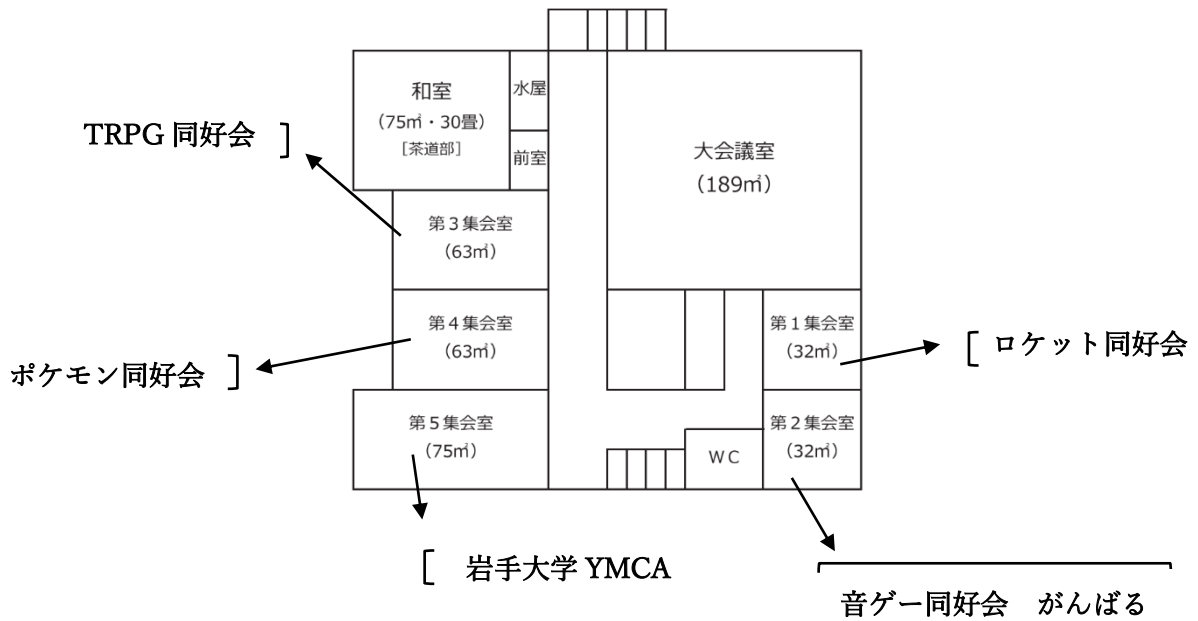 和室
(75㎡・30畳)
[茶道部]
水屋
前室
大会議室
(189㎡)
TRPG 同好会
第3集会室
(63㎡)
第4集会室
(63㎡)
ポケモン同好会
第1集会室
(32㎡)
ロケット同好会
第5集会室
(75㎡)
第2集会室
(32㎡)
WC
岩手大学 YMCA
音ゲー同好会　がんばる